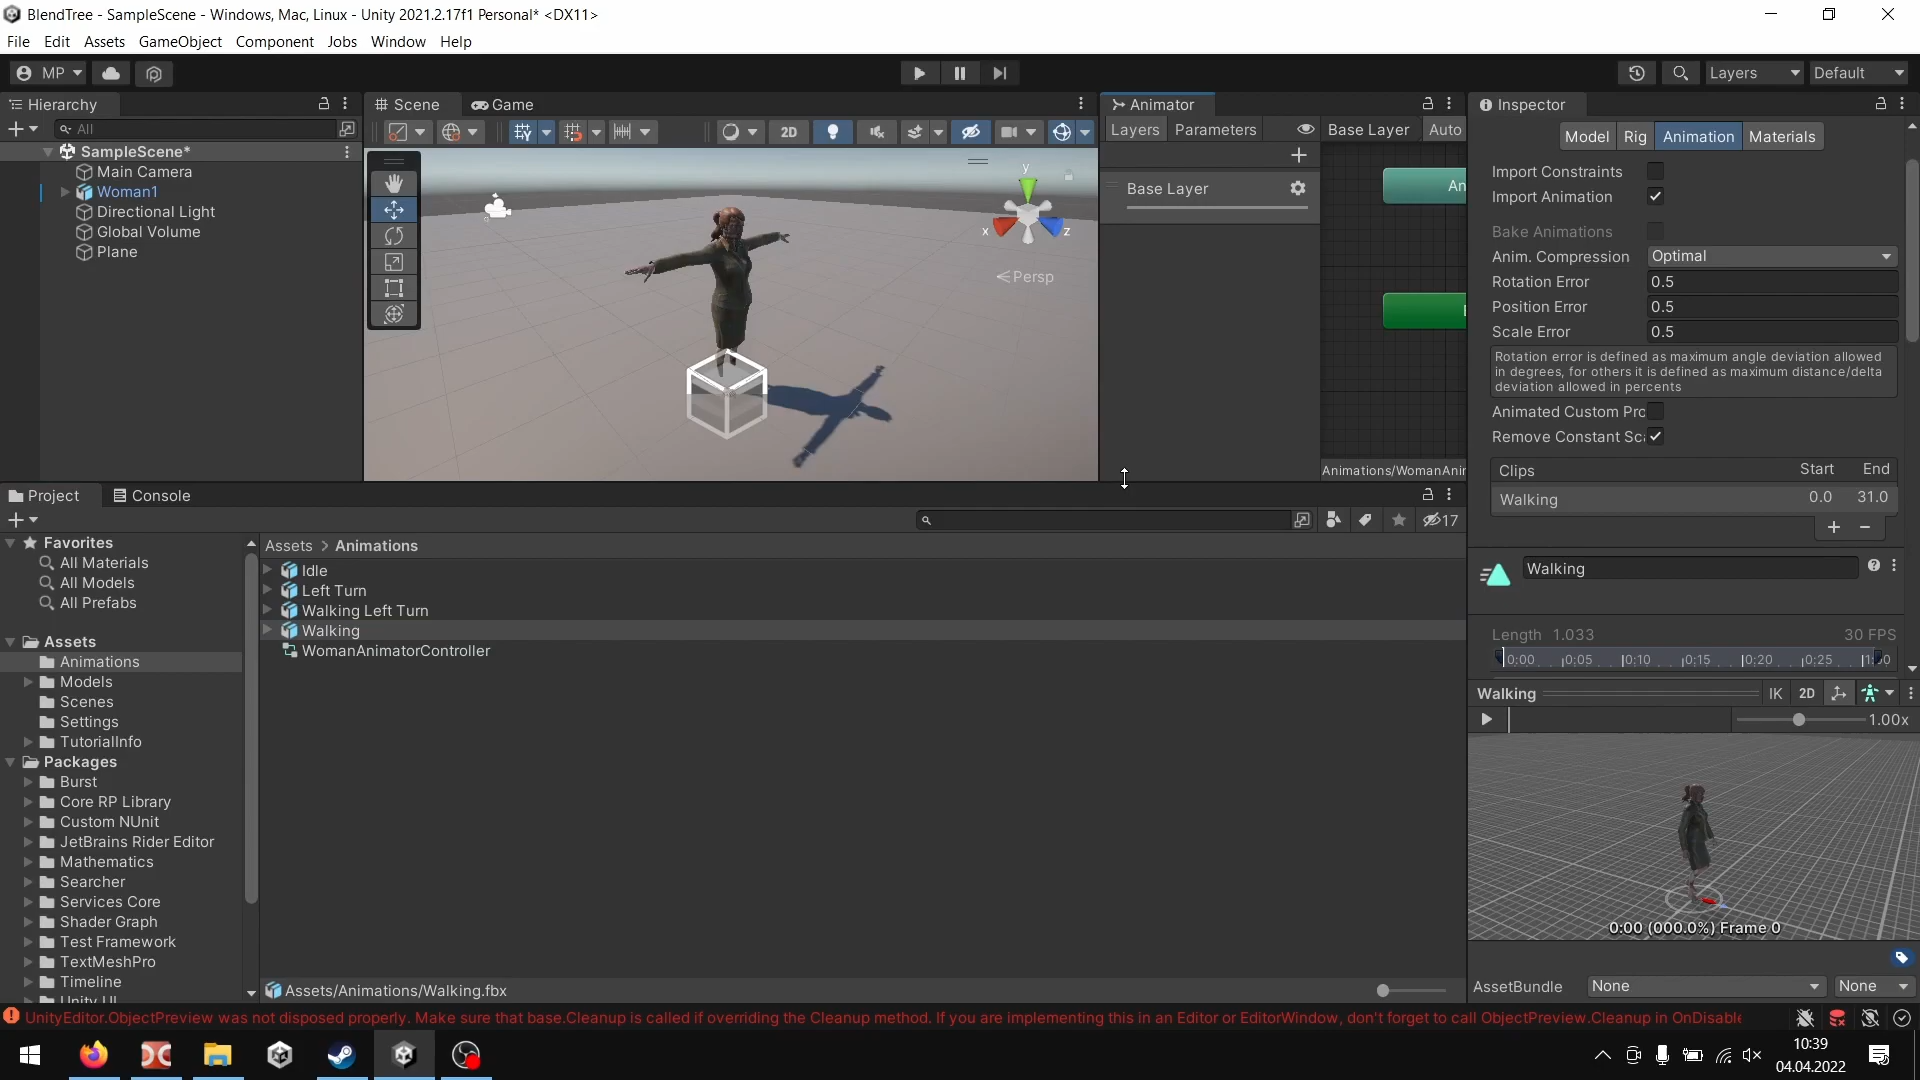 BlendTree - SampleScene - Windows, Mac, Linux - Unity 2021.2.17f1 Personal* <DX11>
File Edit Assets GameObject Component Jobs Window Help
MP
Layers
Default
Hierarchy
All
SampleScene*
Main Camera
Woman1
Directional Light
Global Volume
Plane
Scene
Game
2D
y
x
z
Persp
Animator
Layers
Parameters
Base Layer
Auto
Base Layer
An
Animations/WomanAnir
Inspector
Model
Rig
Animation
Materials
Import Constraints
Import Animation
Bake Animations
Anim. Compression
Optimal
Rotation Error
0.5
Position Error
0.5
Scale Error
0.5
Rotation error is defined as maximum angle deviation allowed
in degrees, for others it is defined as maximum distance/delta
deviation allowed in percents
Animated Custom Pro
Remove Constant Sca
Clips Start End
Walking 0.0 31.0
Walking
Length 1.033 30 FPS
0:00 0:05 0:10 0:15 0:20 0:25
Walking
IK
2D
1.00x
0:00 (000.0%) Frame 0
AssetBundle
None
None
Project
Console
17
Favorites
All Materials
All Models
All Prefabs
Assets
Animations
Models
Scenes
Settings
TutorialInfo
Packages
Burst
Core RP Library
Custom NUnit
JetBrains Rider Editor
Mathematics
Searcher
Services Core
Shader Graph
Test Framework
TextMeshPro
Timeline
Unity UI
Assets > Animations
Idle
Left Turn
Walking Left Turn
Walking
WomanAnimatorController
Assets/Animations/Walking.fbx
UnityEditor.ObjectPreview was not disposed properly. Make sure that base.Cleanup is called if overriding the Cleanup method. If you are implementing this in an Editor or EditorWindow, don't forget to call ObjectPreview.Cleanup in OnDisable
10:39
04.04.2022